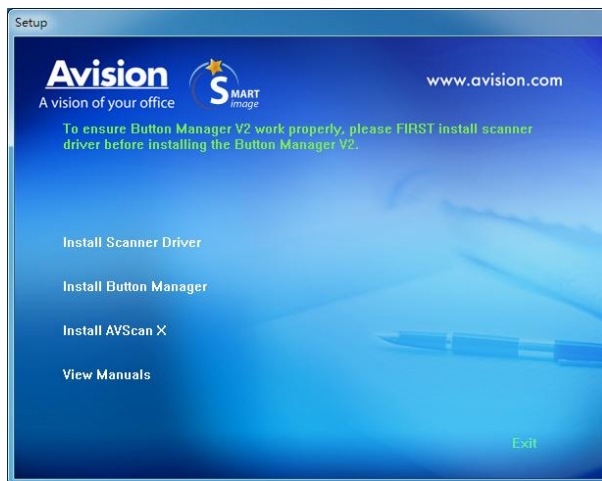 Setup
Avision
A vision of your office
SMART
image
www.avision.com
To ensure Button Manager V2 work properly, please FIRST install scanner
driver before installing the Button Manager V2.
Install Scanner Driver
Install Button Manager
Install AVScan X
View Manuals
Exit